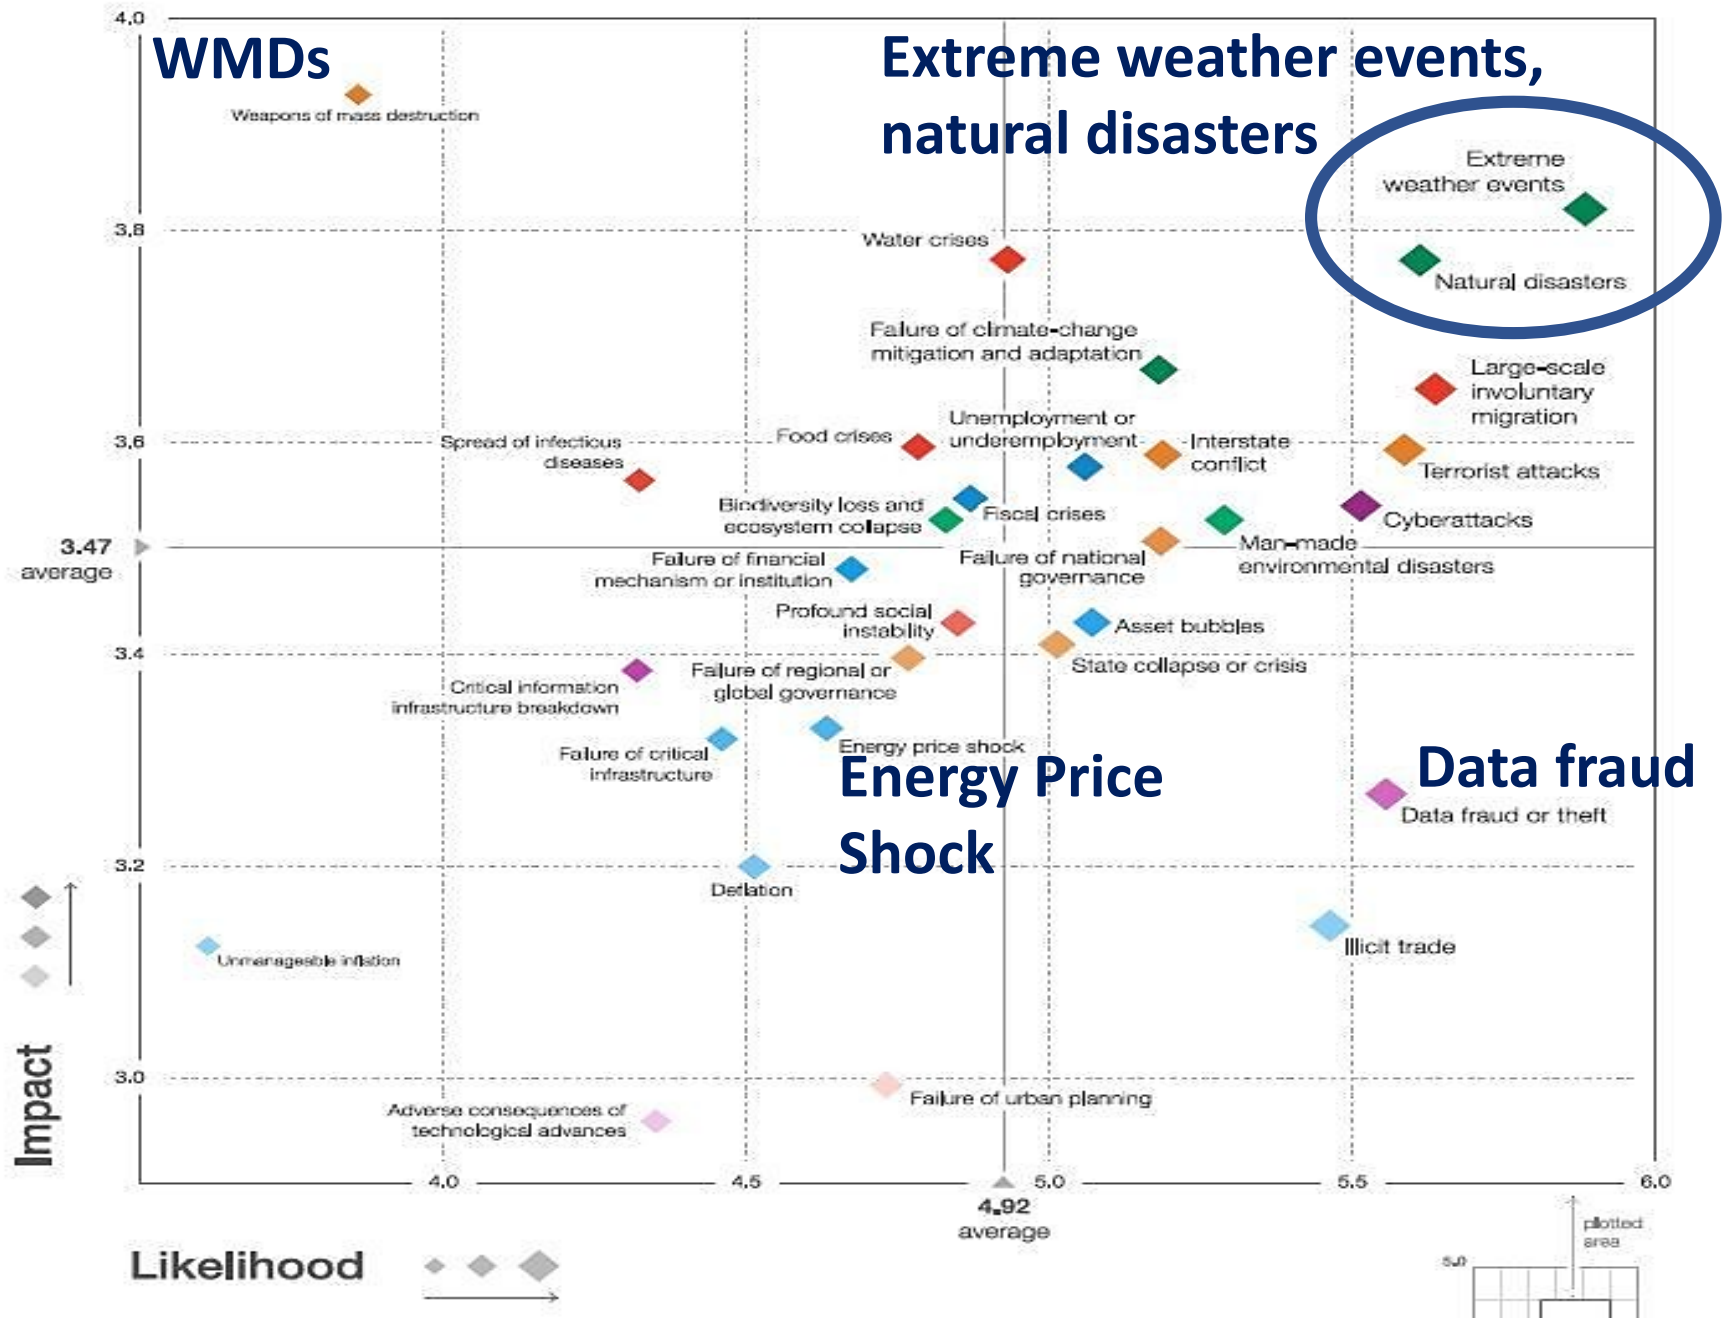 4.0
WMDs
Extreme weather events,
natural disasters
Weapons of mass destruction
Extreme
weather events
3.8
Water crises
Natural disasters
Failure of climate-change
mitigation and adaptation
Large-scale
involuntary
migration
Unemployment or
underemployment
3.6
Spread of infectious
diseases
Food crises
Interstate
conflict
Terrorist attacks
Bindiversity loss and
ecosystem collapse
Fiscal crises
Cyberattacks
3.47
average
Failure of financial
mechanism or institution
Failure of national
governance
Man-made
environmental disasters
Profound social
instability
Asset bubbles
3.4
State collapse or crisis
Failure of regional or
global governance
Critical information
infrastructure breakdown
Failure of critical
infrastructure
Energy price shock
Energy Price
Shock
Data fraud
Data fraud or theft
3.2
Deflation
Illicit trade
Unmanageable inflation
3.0
Failure of urban planning
Adverse consequences of
technological advances
Impact
4.0
4.5
5.0
5.5
6.0
4.92
average
Likelihood
plotted
area
5.0